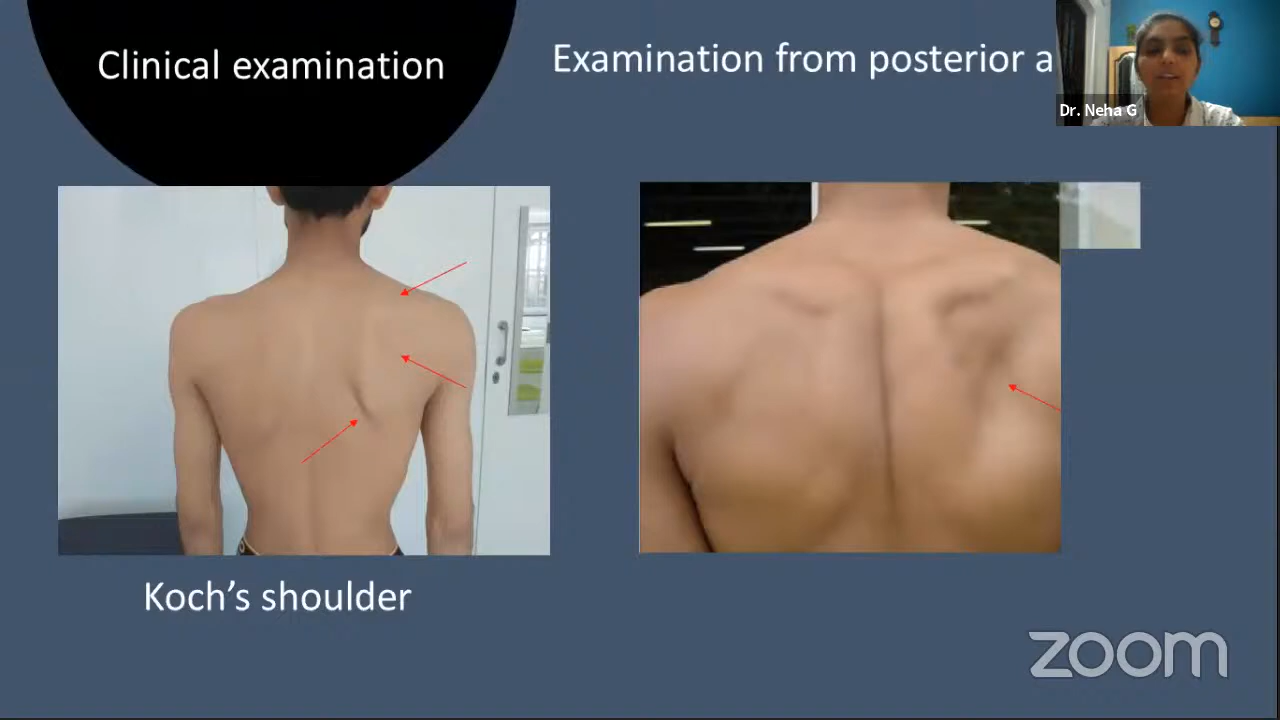 Clinical examination
Examination from posterior a
Dr. Neha G
Koch’s shoulder
zoom